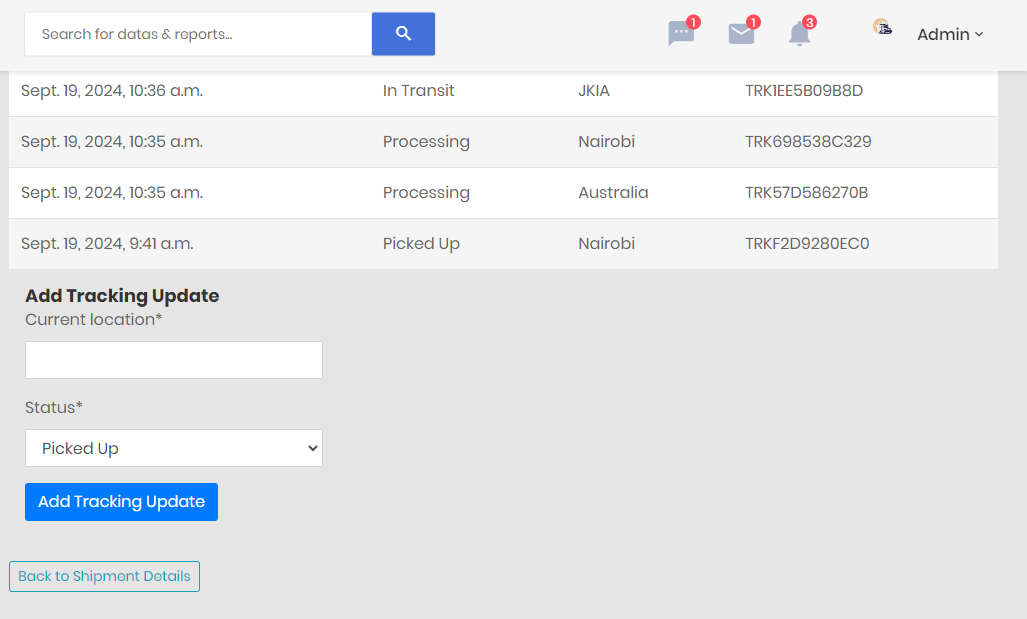 Search for datas & reports...
1
1
3
Admin
Sept. 19, 2024, 10:36 a.m. In Transit JKIA TRK1EE5B09B8D
Sept. 19, 2024, 10:35 a.m. Processing Nairobi TRK698538C329
Sept. 19, 2024, 10:35 a.m. Processing Australia TRK57D586270B
Sept. 19, 2024, 9:41 a.m. Picked Up Nairobi TRKF2D9280EC0
Add Tracking Update
Current location*
Status*
Picked Up
Add Tracking Update
Back to Shipment Details